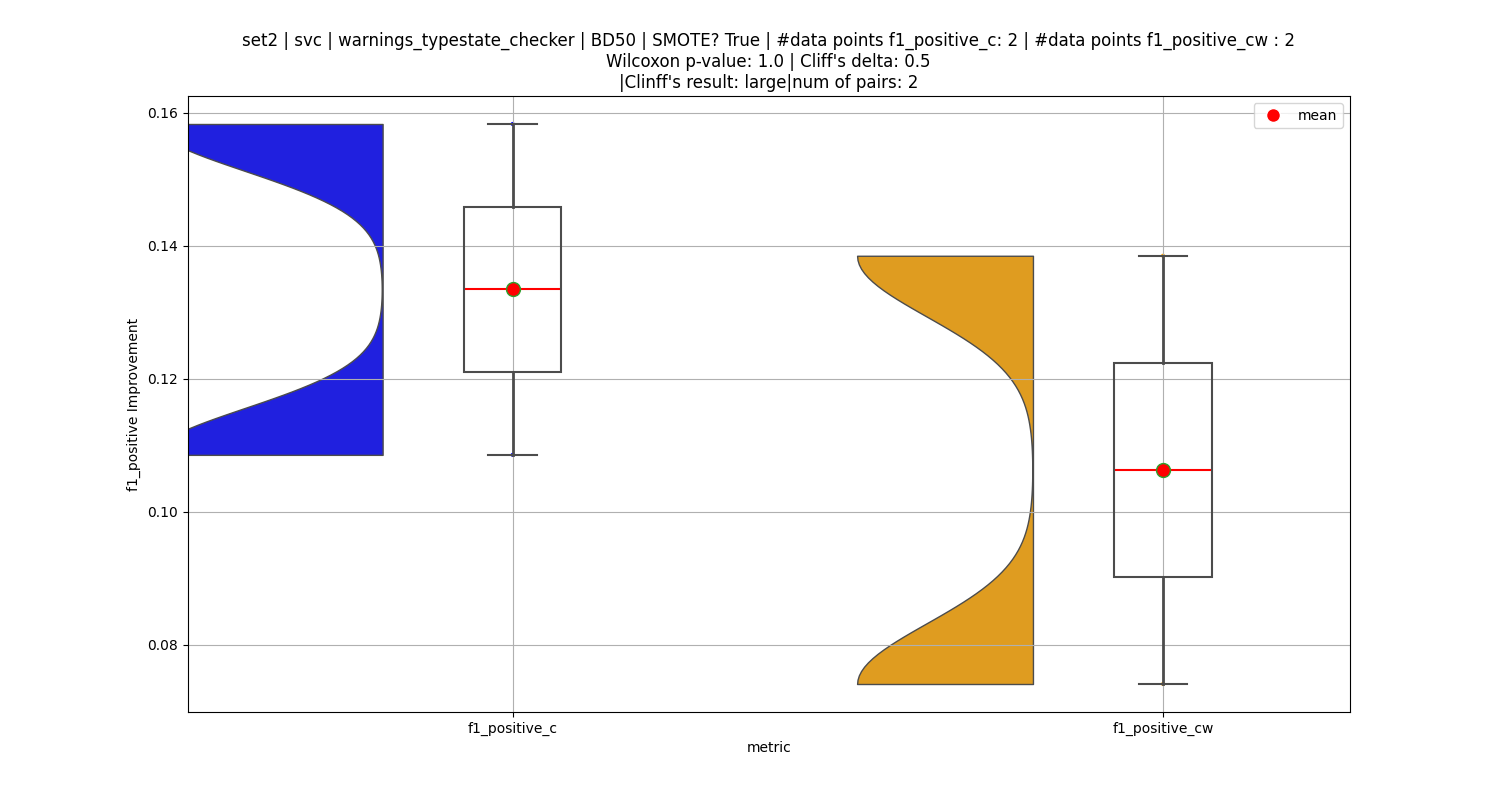 set2 | svc | warnings_typestate_checker | BD50 | SMOTE? True | #data points f1_positive_c: 2 | #data points f1_positive_cw : 2
Wilcoxon p-value: 1.0 | Cliff's delta: 0.5
|Clinff's result: large|num of pairs: 2
mean
0.16
0.14
0.12
0.10
0.08
f1_positive Improvement
f1_positive_c
f1_positive_cw
metric